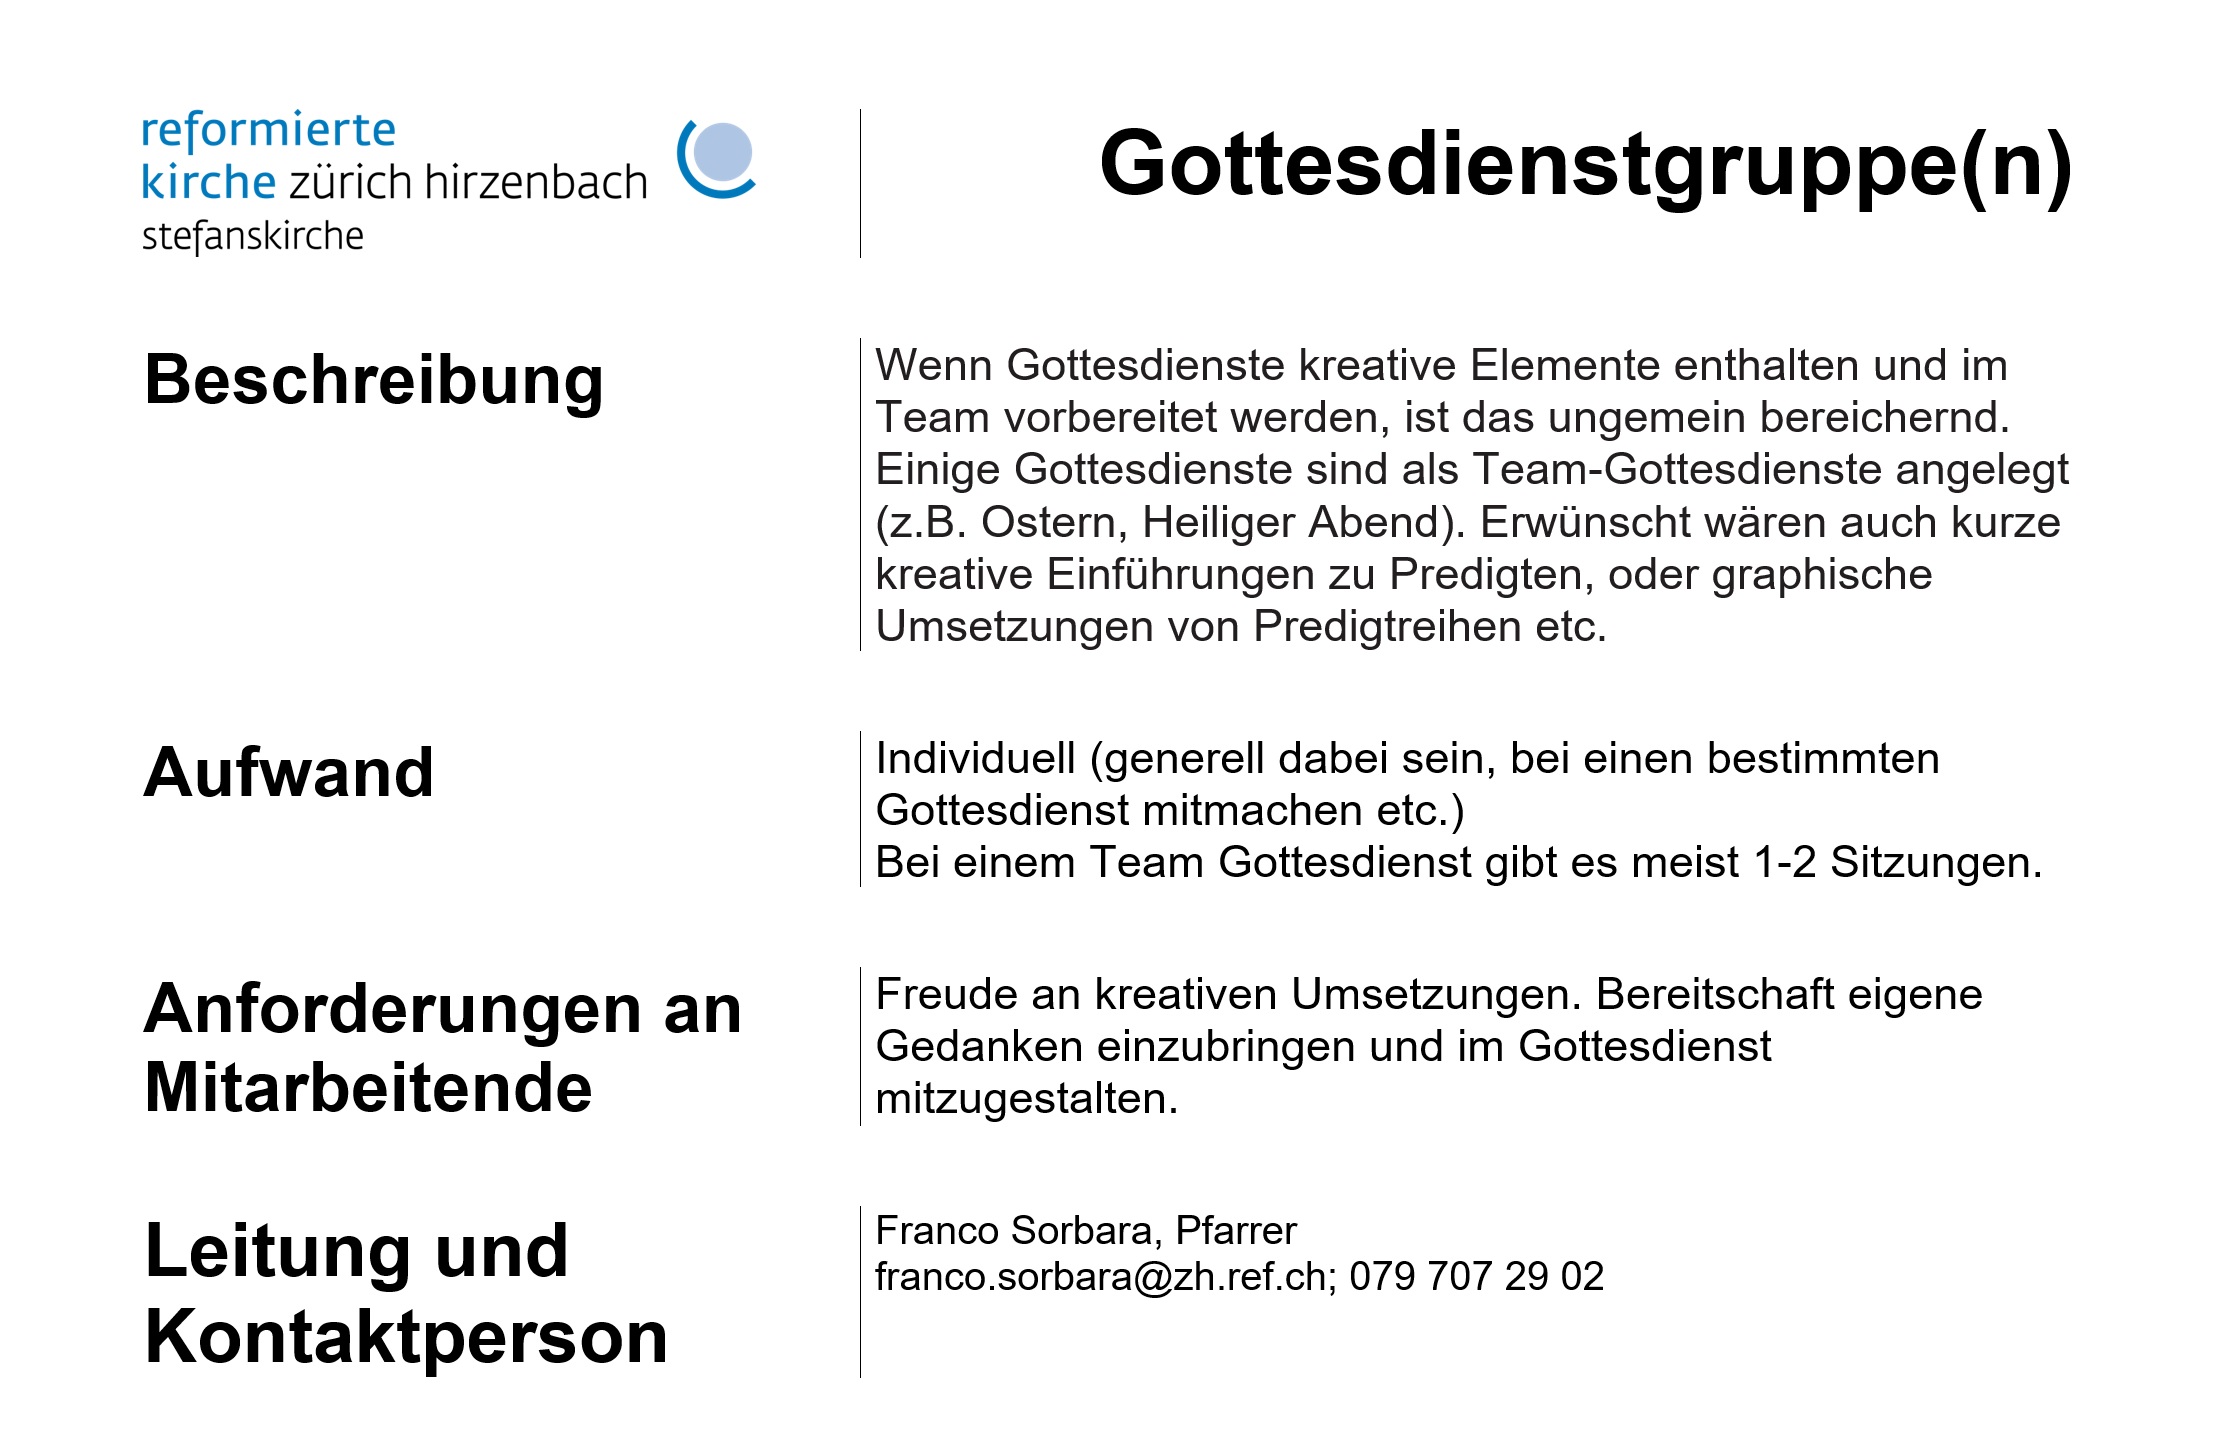 reformierte
kirche zürich hirzenbach
stefanskirche
Gottesdienstgruppe(n)
Beschreibung
Wenn Gottesdienste kreative Elemente enthalten und im
Team vorbereitet werden, ist das ungemein bereichernd.
Einige Gottesdienste sind als Team-Gottesdienste angelegt
(z.B. Ostern, Heiliger Abend). Erwünscht wären auch kurze
kreative Einführungen zu Predigten, oder graphische
Umsetzungen von Predigtreihen etc.
Aufwand
Individuell (generell dabei sein, bei einen bestimmten
Gottesdienst mitmachen etc.)
Bei einem Team Gottesdienst gibt es meist 1-2 Sitzungen.
Anforderungen an
Mitarbeitende
Freude an kreativen Umsetzungen. Bereitschaft eigene
Gedanken einzubringen und im Gottesdienst
mitzugestalten.
Leitung und
Kontaktperson
Franco Sorbara, Pfarrer
franco.sorbara@zh.ref.ch; 079 707 29 02